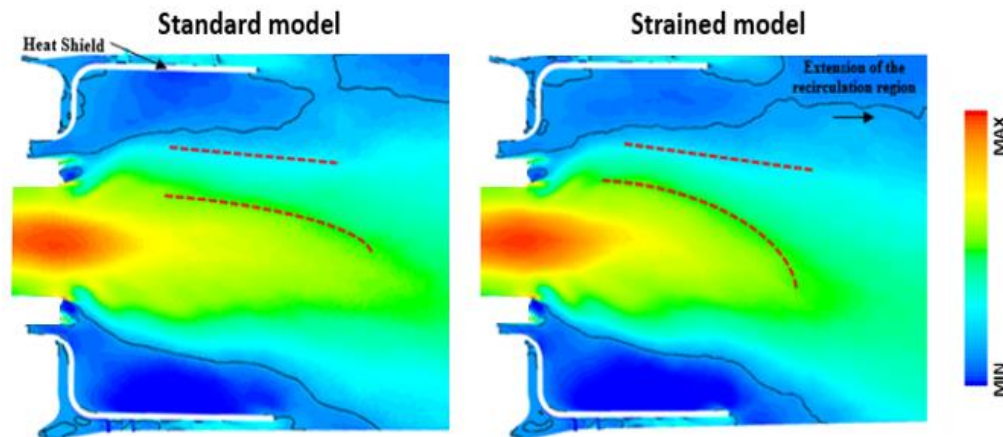 Standard model
Strained model
Heat Shield
Extension of the
recirculation region
MAX
MIN